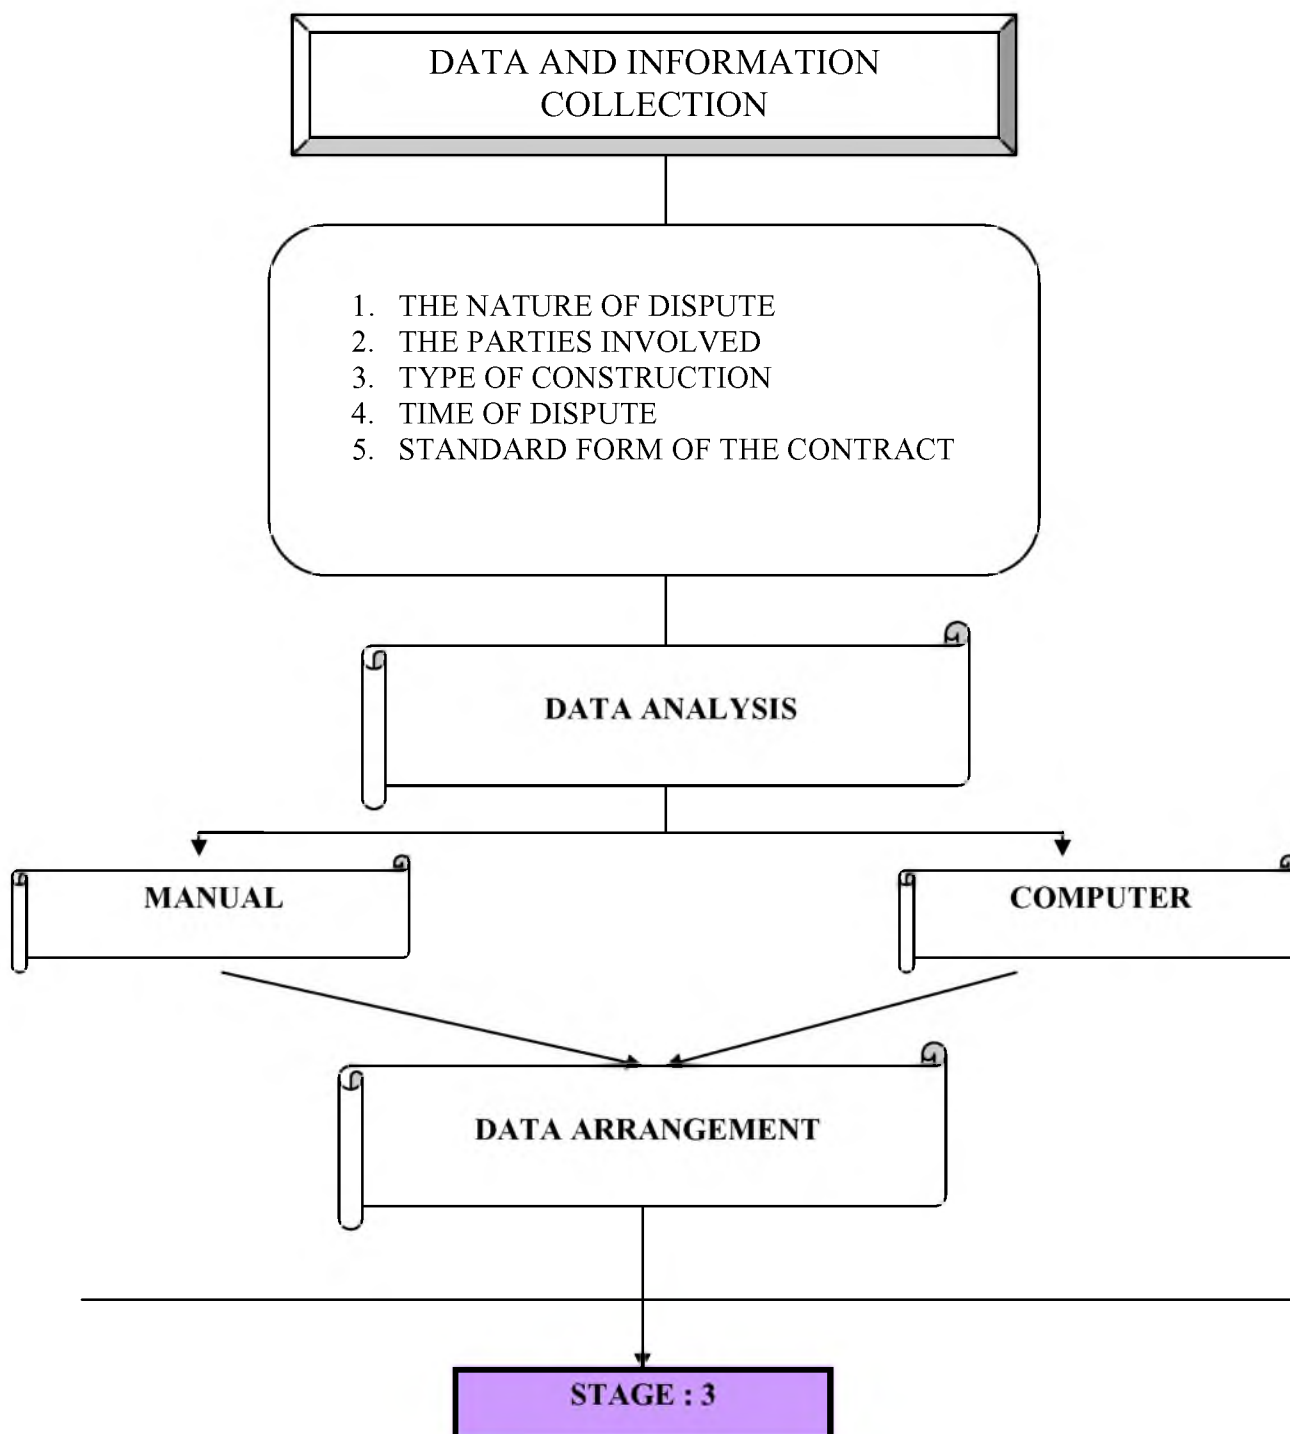 DATA AND INFORMATION
COLLECTION
1. THE NATURE OF DISPUTE
2. THE PARTIES INVOLVED
3. TYPE OF CONSTRUCTION
4. TIME OF DISPUTE
5. STANDARD FORM OF THE CONTRACT
DATA ANALYSIS
MANUAL
COMPUTER
DATA ARRANGEMENT
STAGE : 3